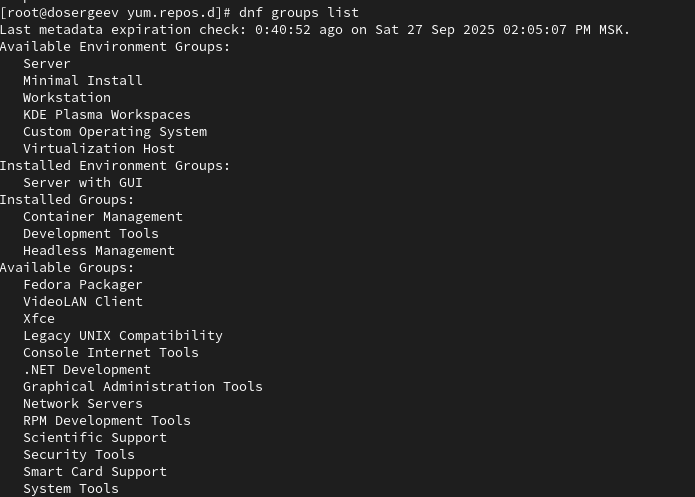 [root@dosergeev yum.repos.d]# dnf groups list
Last metadata expiration check: 0:40:52 ago on Sat 27 Sep 2025 02:05:07 PM MSK.
Available Environment Groups:
   Server
   Minimal Install
   Workstation
   KDE Plasma Workspaces
   Custom Operating System
   Virtualization Host
Installed Environment Groups:
   Server with GUI
Installed Groups:
   Container Management
   Development Tools
   Headless Management
Available Groups:
   Fedora Packager
   VideoLAN Client
   Xfce
   Legacy UNIX Compatibility
   Console Internet Tools
   .NET Development
   Graphical Administration Tools
   Network Servers
   RPM Development Tools
   Scientific Support
   Security Tools
   Smart Card Support
   System Tools